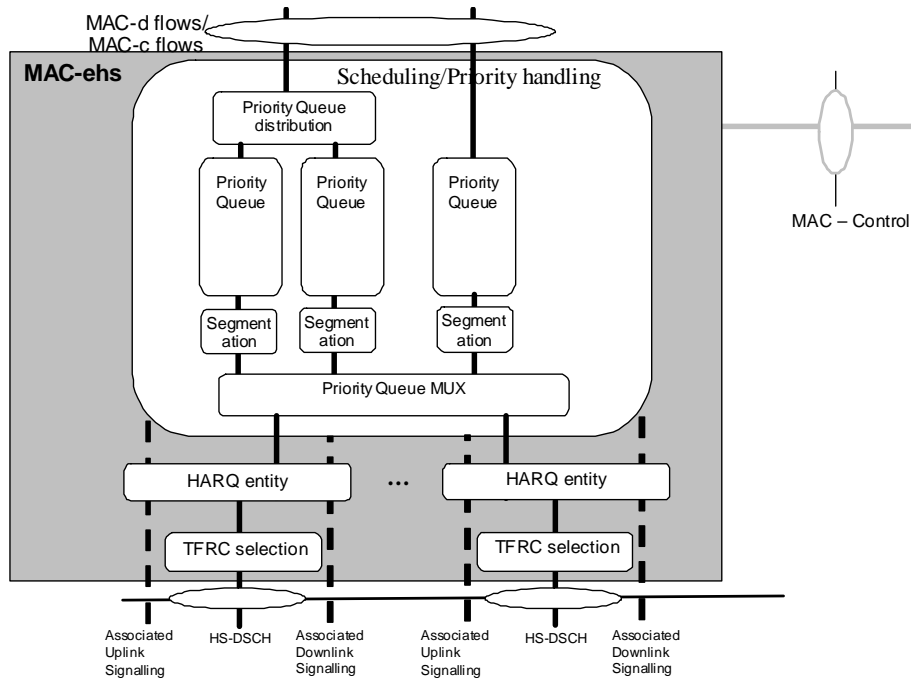 MAC-d flows/
MAC-c flows
MAC-ehs
Scheduling/Priority handling
Priority Queue
distribution
Priority
Queue
Priority
Queue
Priority
Queue
MAC – Control
Segment
ation
Segment
ation
Segment
ation
Priority Queue MUX
HARQ entity
...
HARQ entity
TFRC selection
TFRC selection
Associated
Uplink
Signalling
HS-DSCH
Associated
Downlink
Signalling
Associated
Uplink
Signalling
HS-DSCH
Associated
Downlink
Signalling